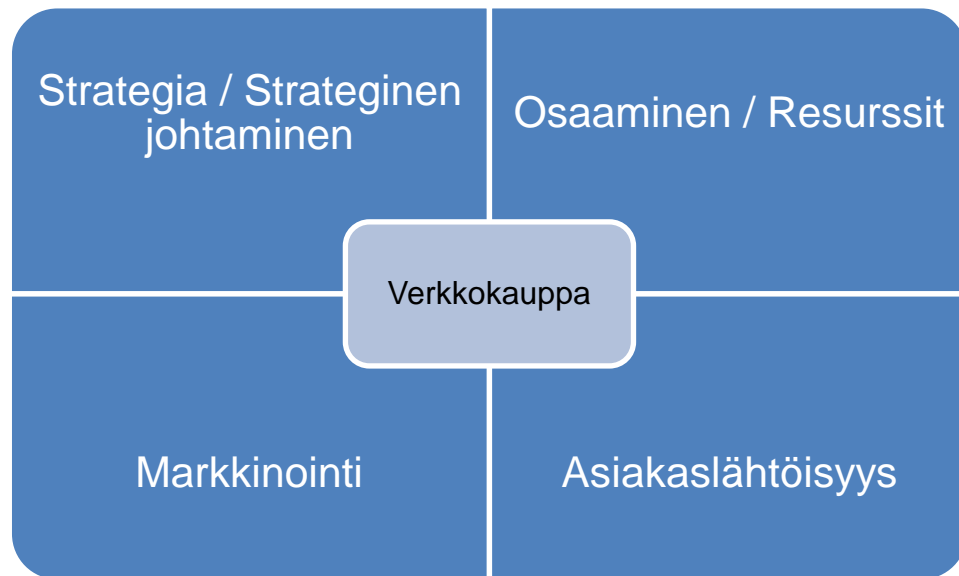 Strategia / Strateginen
johtaminen
Osaaminen / Resurssit
Verkkokauppa
Markkinointi
Asiakaslähtöisyys